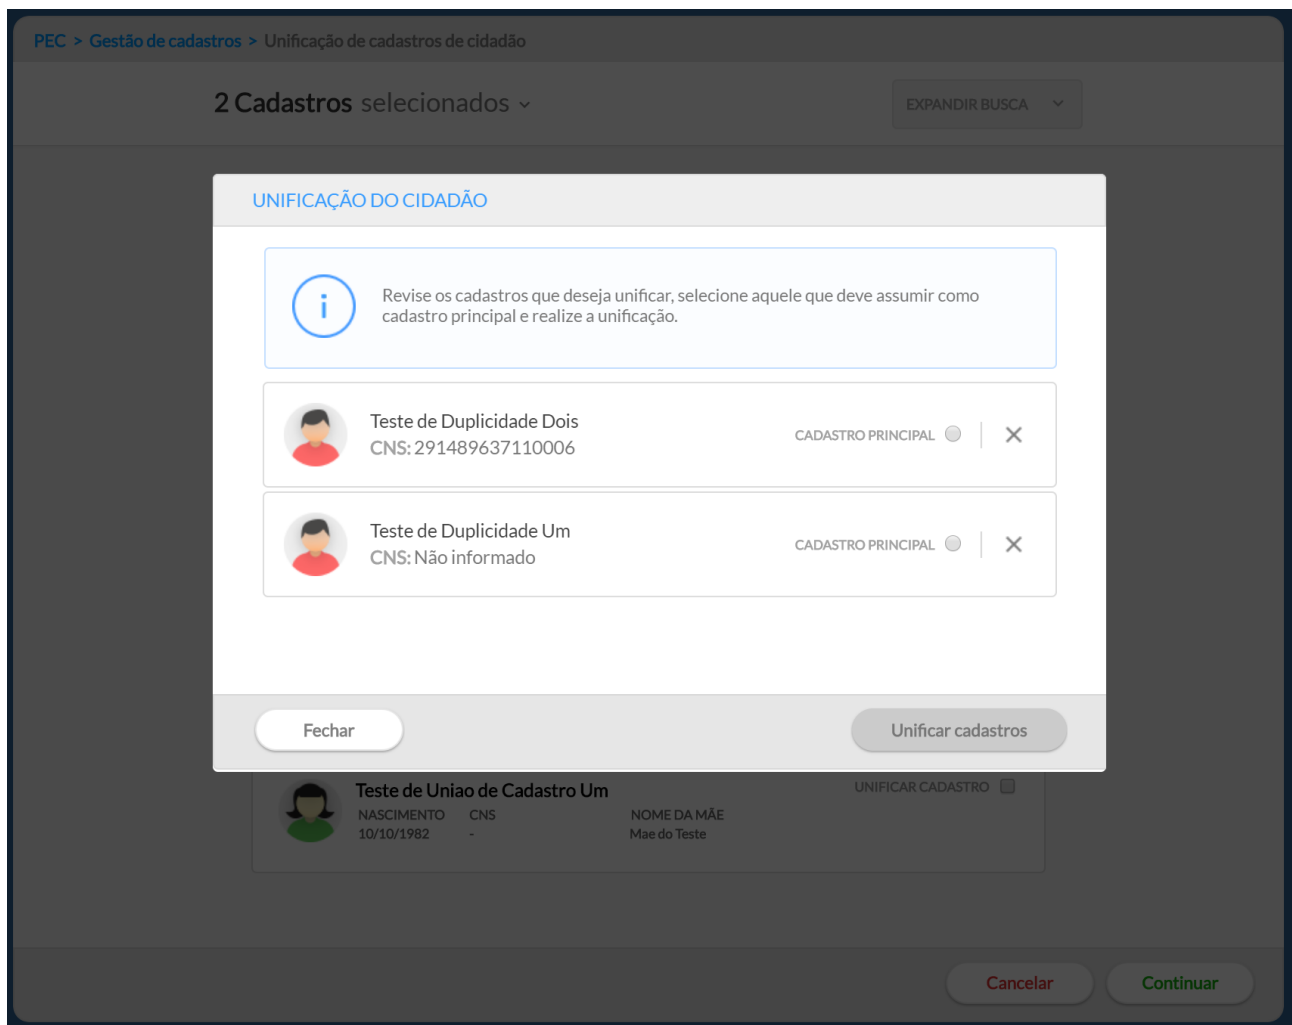 PEC > Gestão de cadastros > Unificação de cadastros de cidadão
2 Cadastros selecionados
EXPANDIR BUSCA
UNIFICAÇÃO DO CIDADÃO
i
Revise os cadastros que deseja unificar, selecione aquele que deve assumir como
cadastro principal e realize a unificação.
Teste de Duplicidade Dois
CNS: 291489637110006
CADASTRO PRINCIPAL
Teste de Duplicidade Um
CNS: Não informado
CADASTRO PRINCIPAL
Fechar
Unificar cadastros
Teste de Uniao de Cadastro Um
UNIFICAR CADASTRO
NASCIMENTO CNS NOME DA MÃE
10/10/1982 - Mae do Teste
Cancelar
Continuar